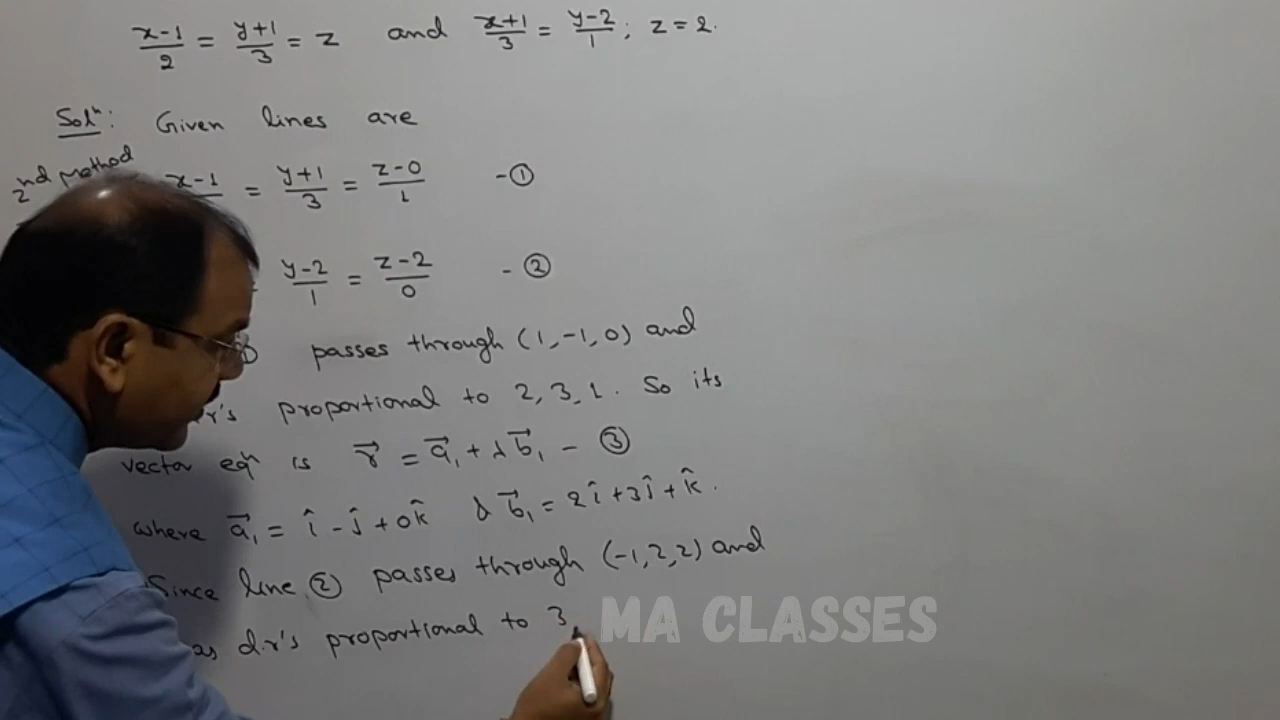 x-1/2 = y+1/3 = z and x+1/3 = y-2/1 ; z = 2.
Solⁿ: Given lines are
2nd Method
x-1 = y+1/3 = z-0/1 - ①
y-2/1 = z-2/0 - ②
passes through (1, -1, 0) and
r's proportional to 2, 3, 1. So its
vector eqⁿ is r⃗ = a⃗₁ + λb⃗₁ - ③
where a⃗₁ = î - ĵ + 0k̂ & b⃗₁ = 2î + 3ĵ + k̂.
Since line ② passes through (-1, 2, 2) and
as d.r's proportional to 3,
MA CLASSES